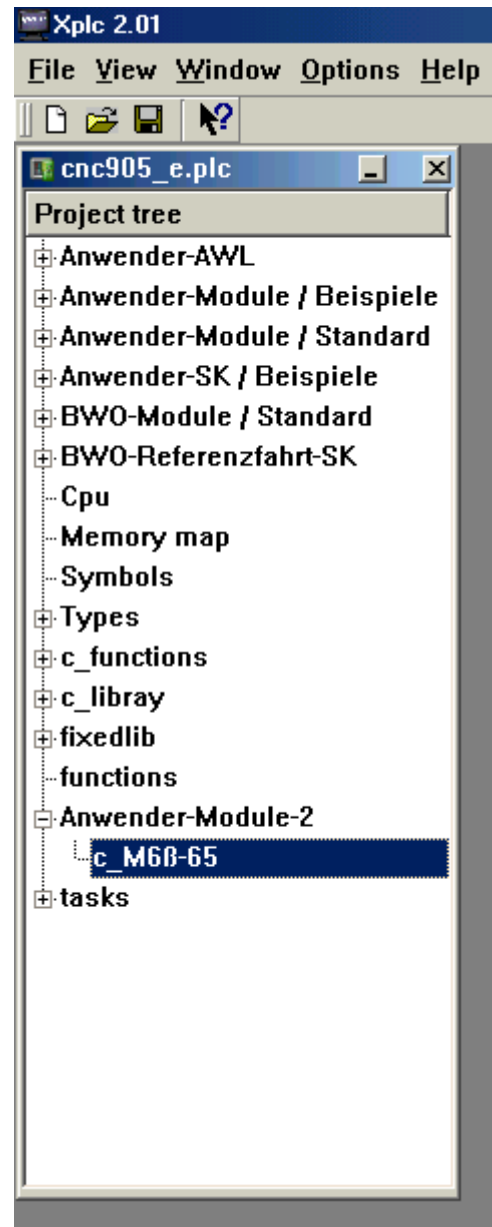 Xplc 2.01
File View Window Options Help
cnc905_e.plc
Project tree
Anwender-AWL
Anwender-Module / Beispiele
Anwender-Module / Standard
Anwender-SK / Beispiele
BWO-Module / Standard
BWO-Referenzfahrt-SK
Cpu
Memory map
Symbols
Types
c_functions
c_libray
fixedlib
functions
Anwender-Module-2
c_M6ß-65
tasks